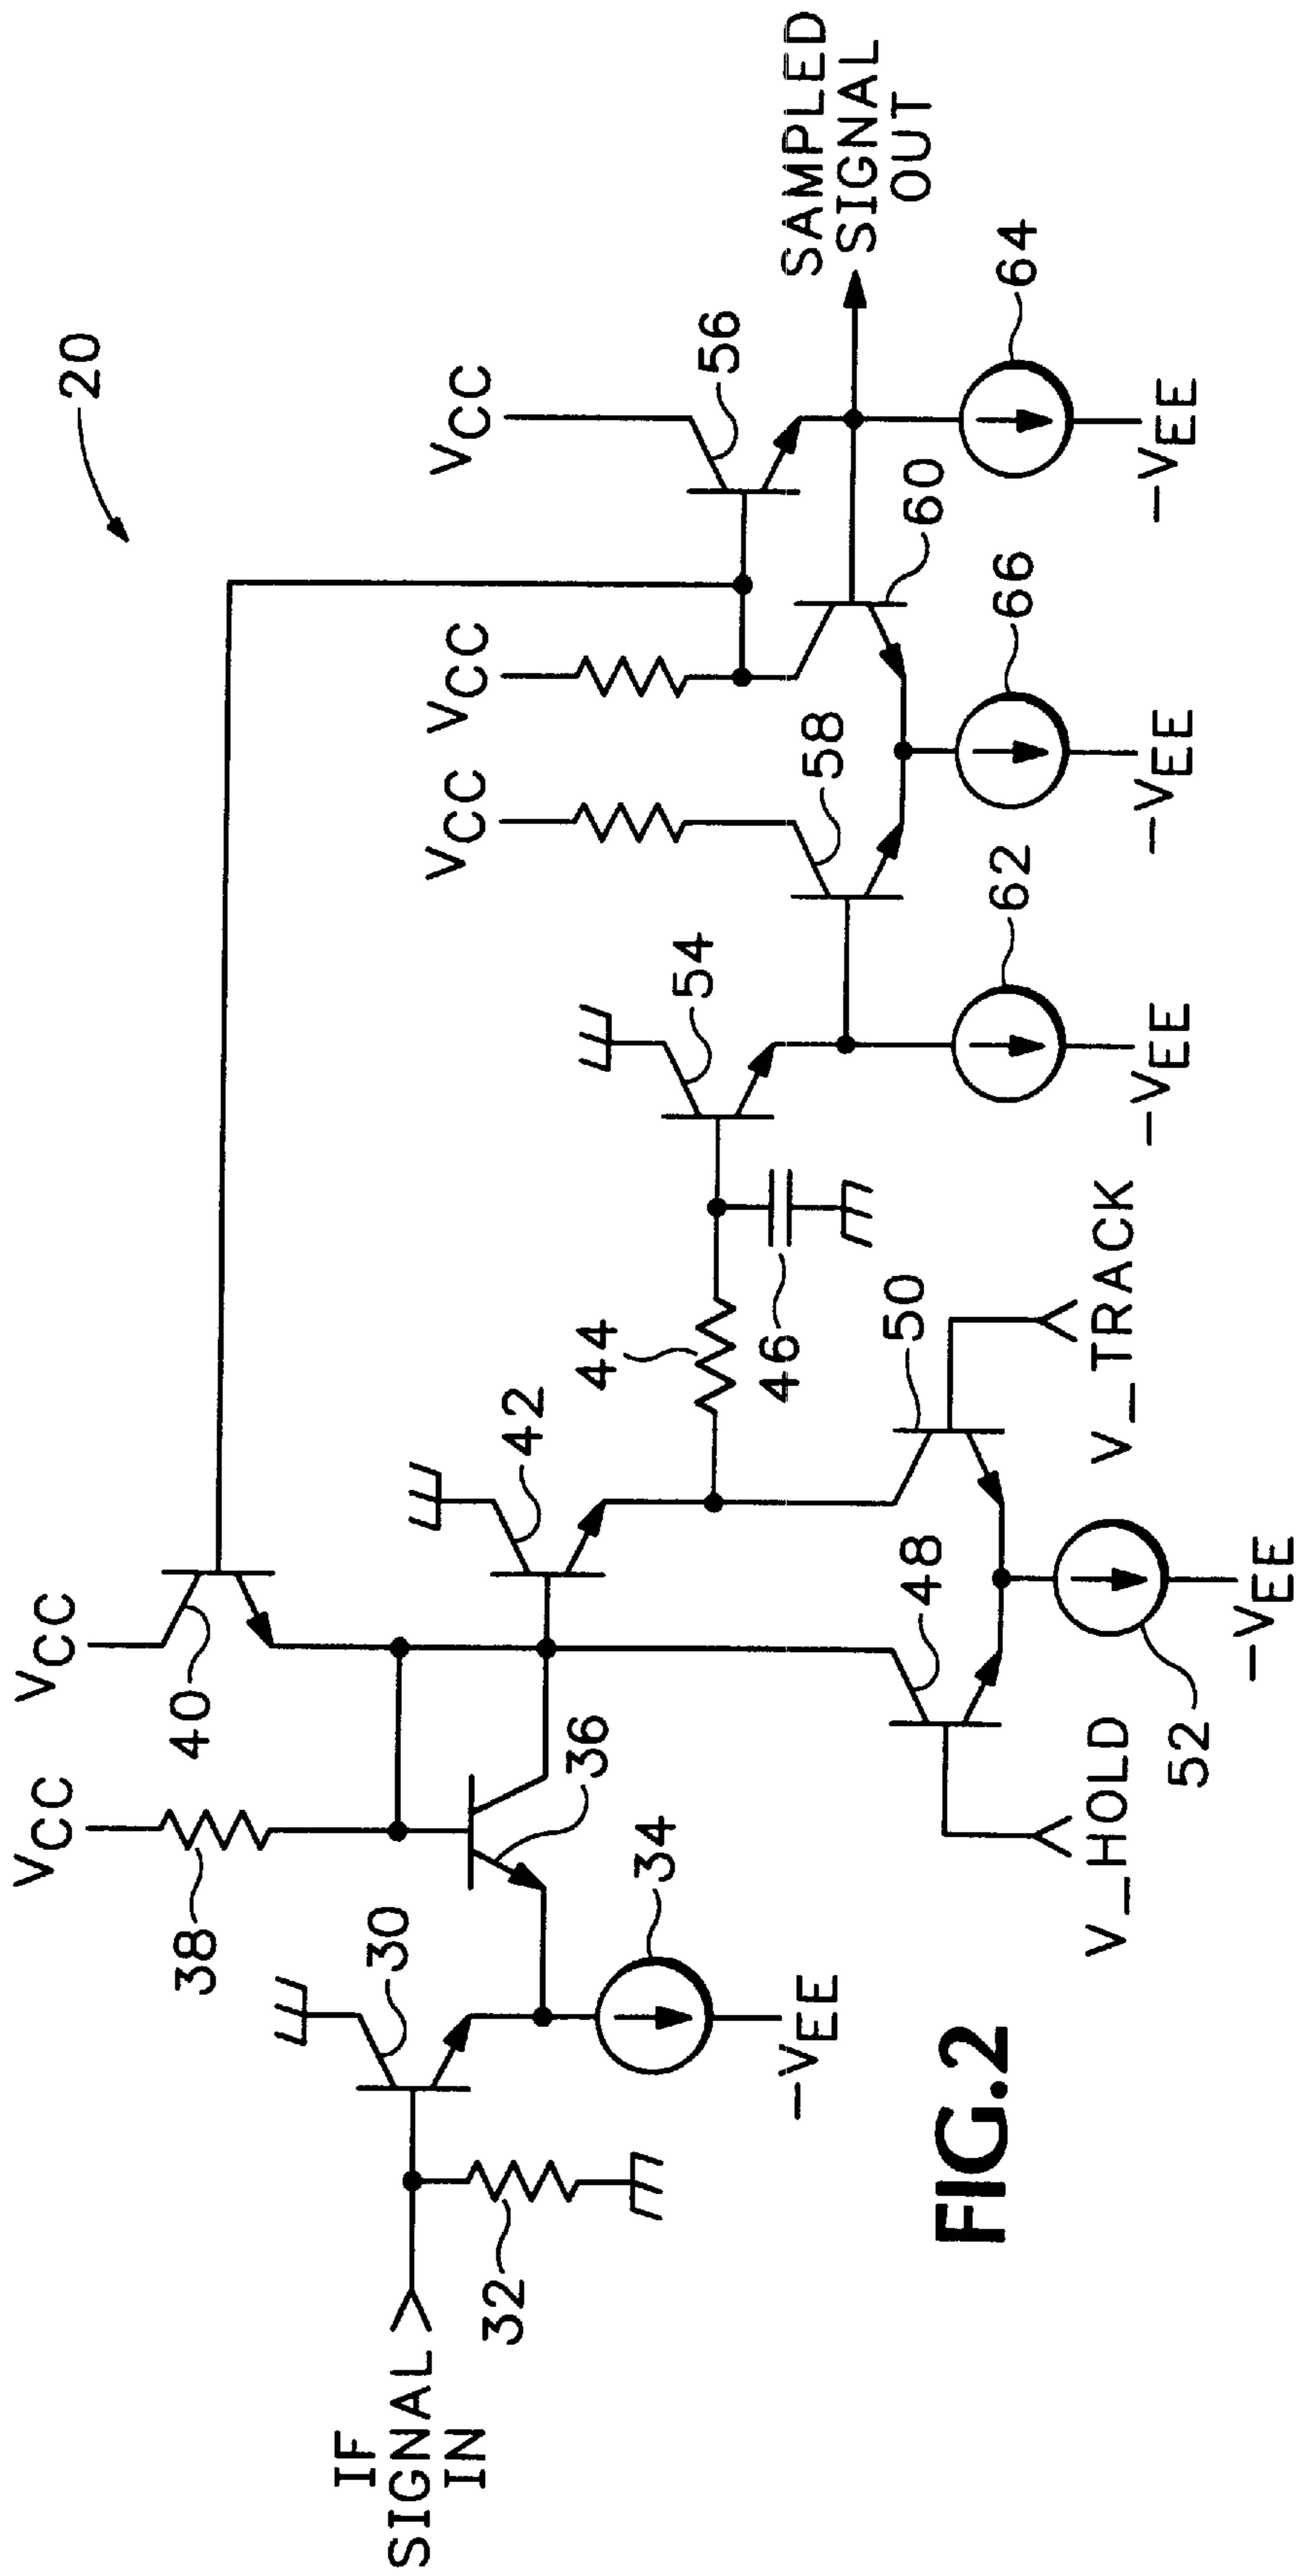 20
VCC
40
VCC
38
30
36
34
-VEE
IF
SIGNAL
IN
32
42
44
46
48
50
52
-VEE
V_HOLD
V_TRACK
54
62
-VEE
VCC
58
VCC
60
66
-VEE
VCC
56
64
-VEE
SAMPLED
SIGNAL
OUT
FIG.2